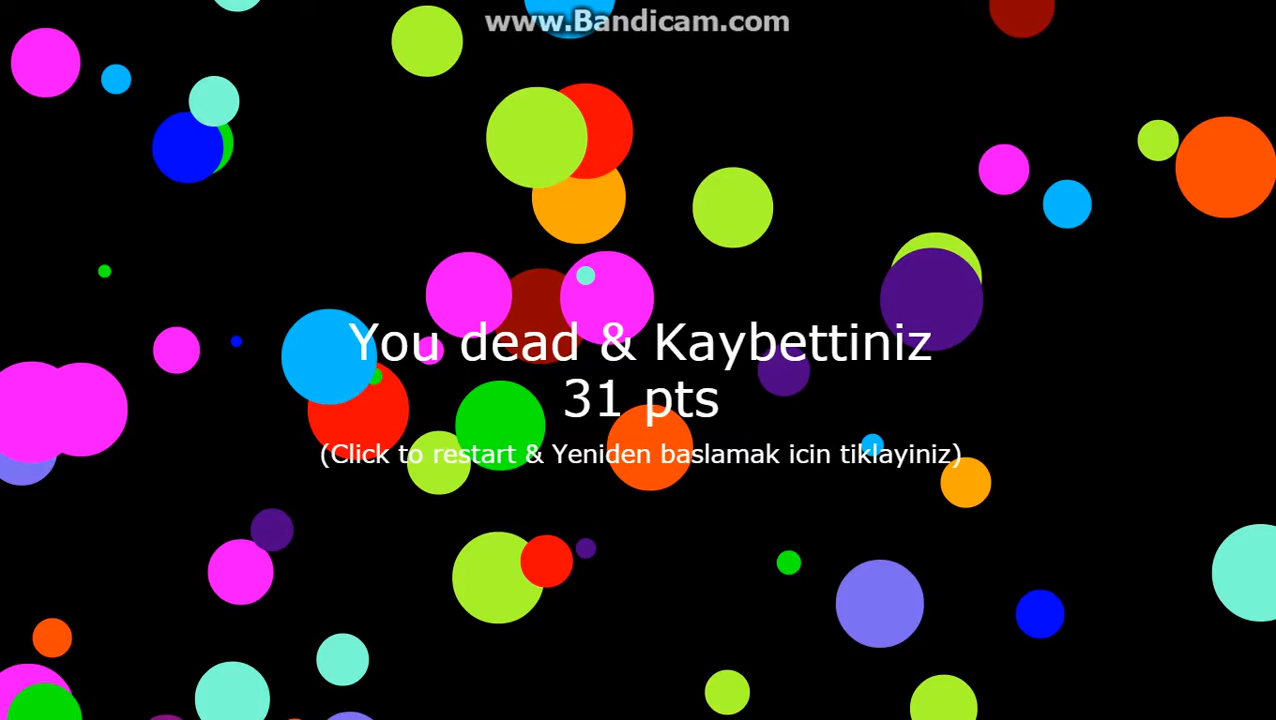 www.Bandicam.com
You dead & Kaybettiniz
31 pts
(Click to restart & Yeniden baslamak icin tiklayiniz)